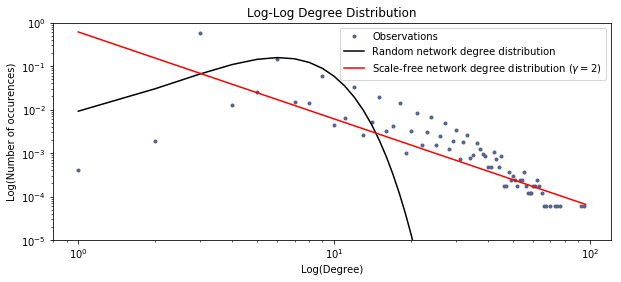 Log-Log Degree Distribution
Log(Number of occurences)
10⁰
10⁻¹
10⁻²
10⁻³
10⁻⁴
10⁻⁵
Observations
Random network degree distribution
Scale-free network degree distribution (γ = 2)
10⁰
10¹
10²
Log(Degree)